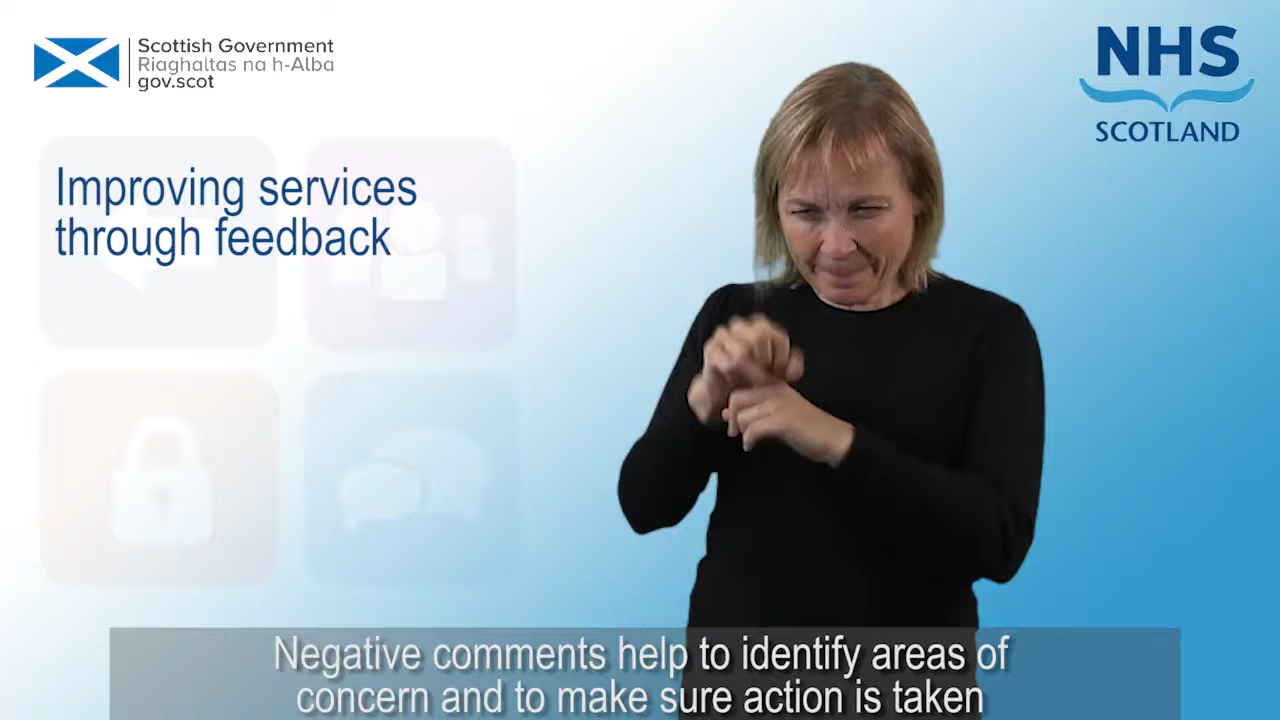 Scottish Government
Riaghaltas na h-Alba
gov.scot
NHS
SCOTLAND
Improving services
through feedback
Negative comments help to identify areas of
concern and to make sure action is taken